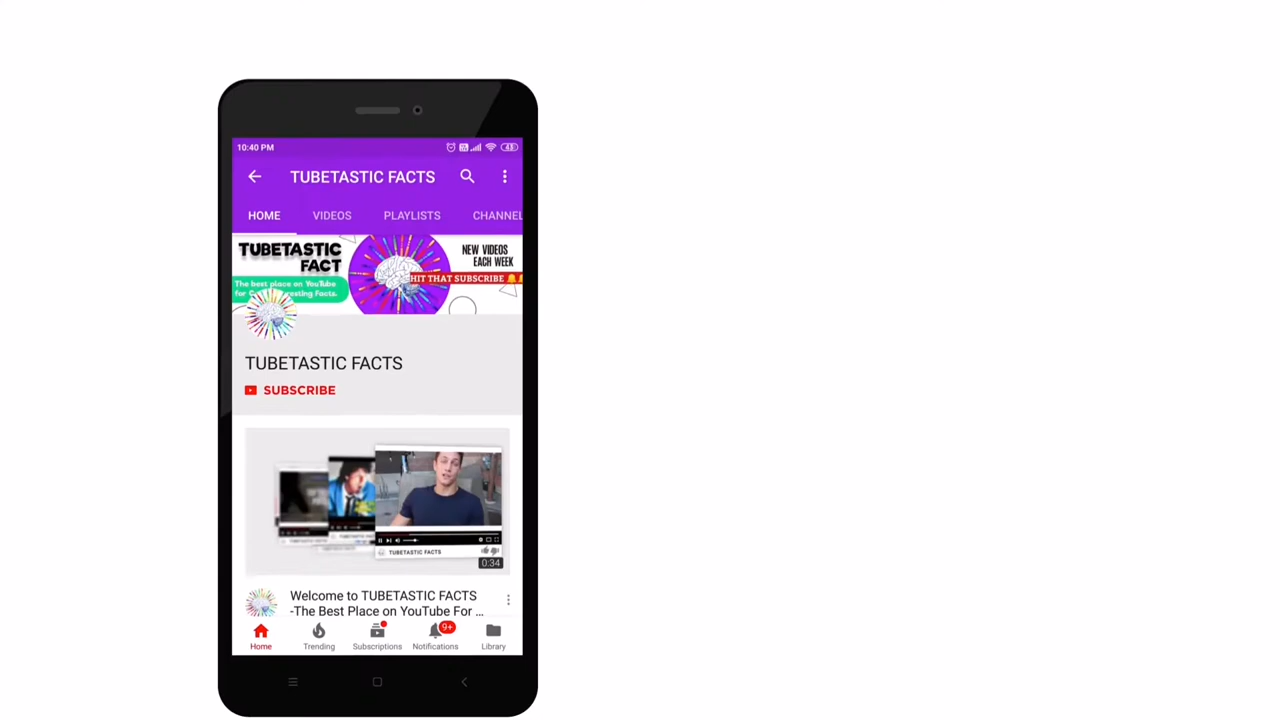 10:40 PM
TUBETASTIC FACTS
HOME VIDEOS PLAYLISTS CHANNEL
TUBETASTIC
FACT
The best place on YouTube
NEW VIDEOS
EACH WEEK
HIT THAT SUBSCRIBE
TUBETASTIC FACTS
SUBSCRIBE
TUBETASTIC FACTS
0:34
Welcome to TUBETASTIC FACTS
-The Best Place on YouTube For ...
9+
Home Trending Subscriptions Notifications Library